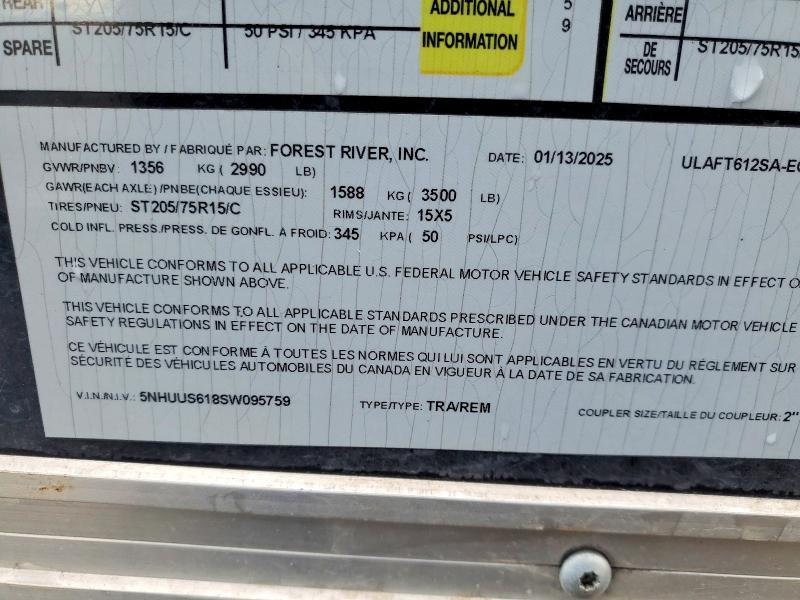 REAR
SPARE ST205/75R15/C 50 PSI / 345 KPA
ADDITIONAL
INFORMATION
5
9
ARRIÈRE
DE
SECOURS
ST205/75R15/
MANUFACTURED BY / FABRIQUÉ PAR: FOREST RIVER, INC. DATE: 01/13/2025 ULAFT612SA-E
GVWR/PNBV: 1356 KG ( 2990 LB)
GAWR(EACH AXLE) /PNBE(CHAQUE ESSIEU): 1588 KG ( 3500 LB)
TIRES/PNEU: ST205/75R15/C RIMS/JANTE: 15X5
COLD INFL. PRESS./PRESS. DE GONFL. À FROID: 345 KPA ( 50 PSI/LPC)
THIS VEHICLE CONFORMS TO ALL APPLICABLE U.S. FEDERAL MOTOR VEHICLE SAFETY STANDARDS IN EFFECT O
OF MANUFACTURE SHOWN ABOVE.
THIS VEHICLE CONFORMS TO ALL APPLICABLE STANDARDS PRESCRIBED UNDER THE CANADIAN MOTOR VEHICLE
SAFETY REGULATIONS IN EFFECT ON THE DATE OF MANUFACTURE.
CE VÉHICULE EST CONFORME À TOUTES LES NORMES QUI LUI SONT APPLICABLES EN VERTU DU RÉGLEMENT SUR
SÉCURITÉ DES VÉHICULES AUTOMOBILES DU CANADA EN VIGUEUR À LA DATE DE SA FABRICATION.
V.I.N./N.I.V.: 5NHUUS618SW095759 TYPE/TYPE: TRA/REM COUPLER SIZE/TAILLE DU COUPLEUR: 2"